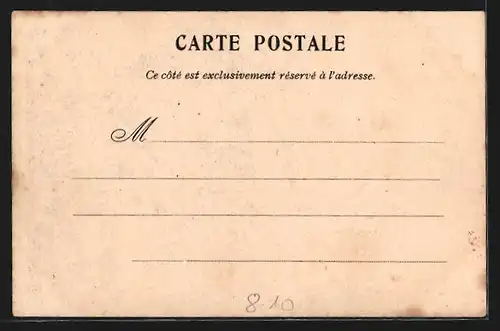 CARTE POSTALE
Ce côté est exclusivement réservé à l'adresse.
M
8-10